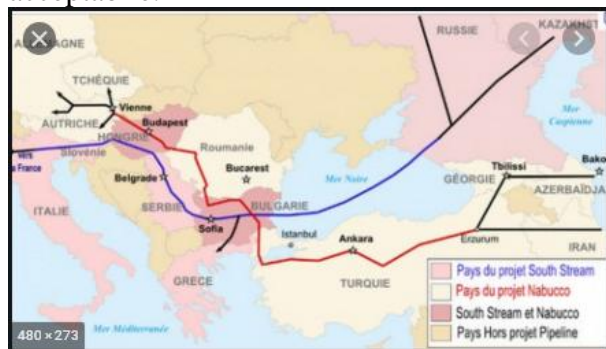 RUSSIE
KAZAKHST
TCHÉQUIE
Vienne
AUTRICHE
Budapest
HONGRIE
Slovénie
Roumanie
vers
France
Belgrade
Bucarest
Mer Noire
Mer
Caspienne
Tbilissi
Bako
GÉORGIE
AZERBAÏDJA
ITALIE
SERBIE
BULGARIE
Sofia
Istanbul
Ankara
Erzurum
IRAN
GRECE
TURQUIE
Mer Méditerranée
Pays du projet South Stream
Pays du projet Nabucco
South Stream et Nabucco
Pays Hors projet Pipeline
480 × 273